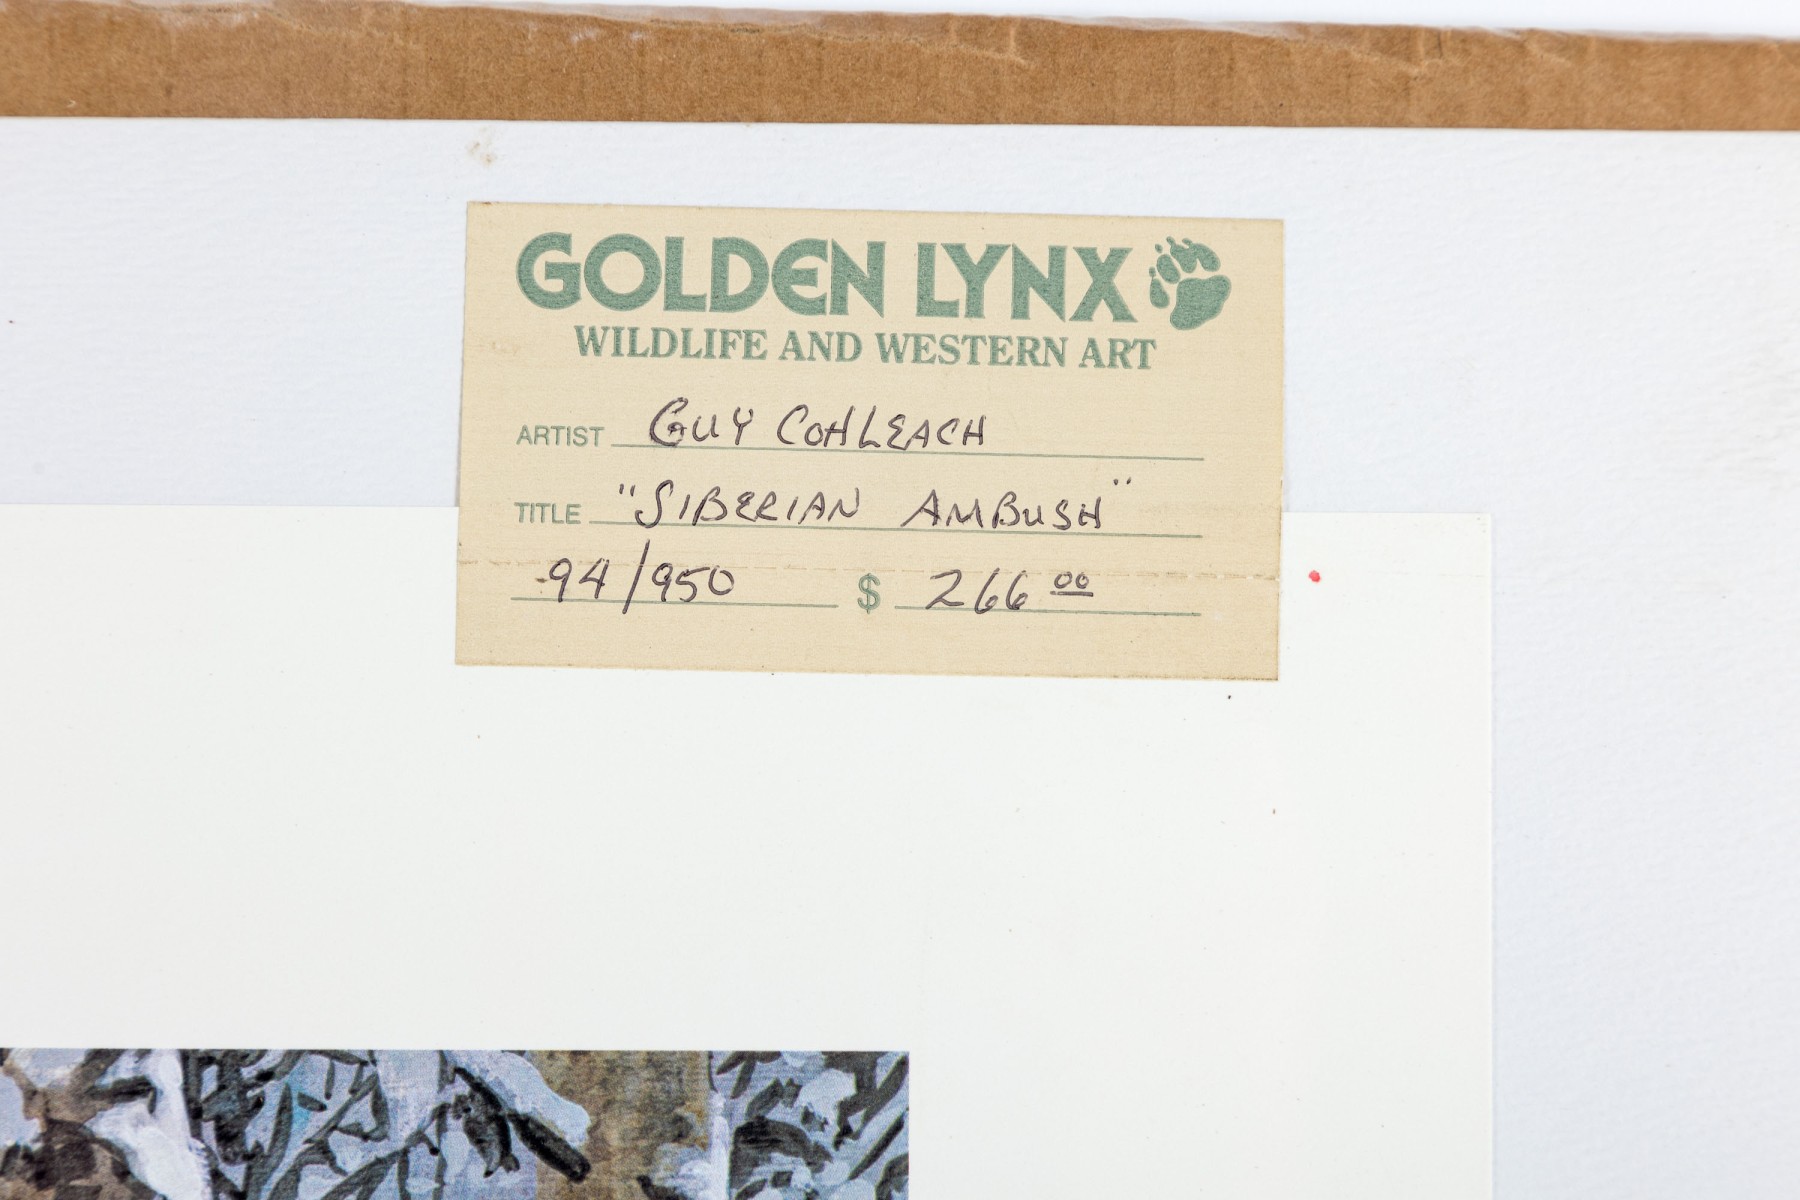 GOLDEN LYNX
WILDLIFE AND WESTERN ART
ARTIST GUY COHLEACH
TITLE "SIBERIAN AMBUSH"
94/950 $ 266 00